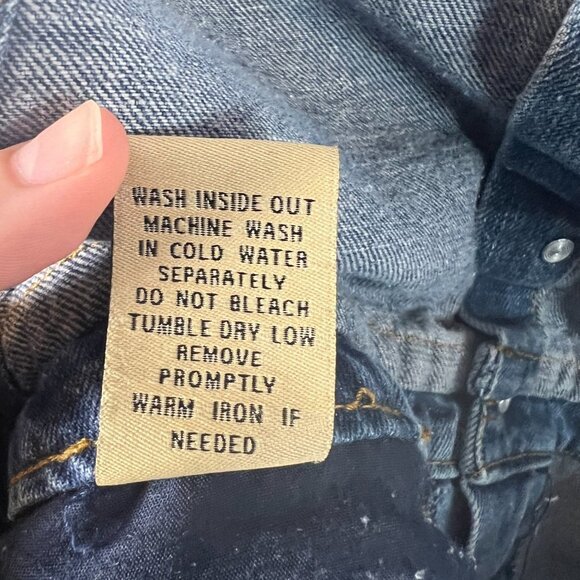 WASH INSIDE OUT
MACHINE WASH
IN COLD WATER
SEPARATELY
DO NOT BLEACH
TUMBLE DRY LOW
REMOVE
PROMPTLY
WARM IRON IF
NEEDED